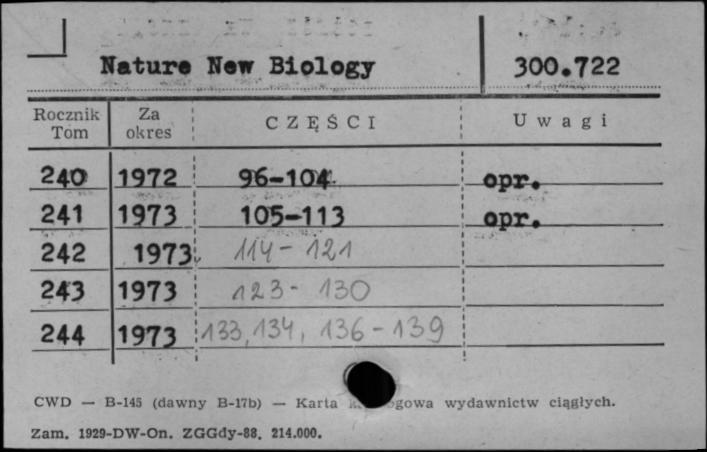 Nature New Biology 300.722
Rocznik Tom Za okres CZĘŚCI Uwagi
240 1972 96-104. opr.
241 1973 105-113 opr.
242 1973 114- 121
243 1973 123- 130
244 1973 133, 134, 136-139
CWD — B-145 (dawny B-17b) — Karta wydawnictw ciągłych.
Zam. 1929-DW-On. ZGGdy-88. 214.000.